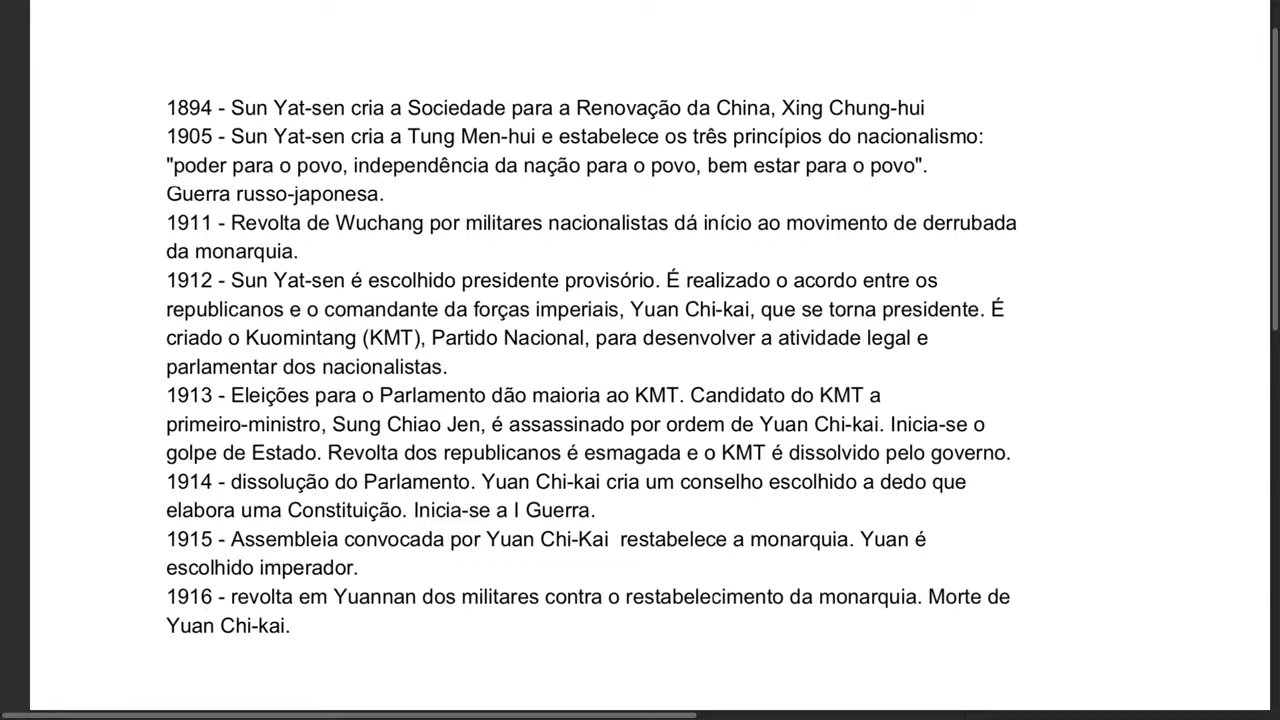 1894 - Sun Yat-sen cria a Sociedade para a Renovação da China, Xing Chung-hui
1905 - Sun Yat-sen cria a Tung Men-hui e estabelece os três princípios do nacionalismo:
"poder para o povo, independência da nação para o povo, bem estar para o povo".
Guerra russo-japonesa.
1911 - Revolta de Wuchang por militares nacionalistas dá início ao movimento de derrubada
da monarquia.
1912 - Sun Yat-sen é escolhido presidente provisório. É realizado o acordo entre os
republicanos e o comandante da forças imperiais, Yuan Chi-kai, que se torna presidente. É
criado o Kuomintang (KMT), Partido Nacional, para desenvolver a atividade legal e
parlamentar dos nacionalistas.
1913 - Eleições para o Parlamento dão maioria ao KMT. Candidato do KMT a
primeiro-ministro, Sung Chiao Jen, é assassinado por ordem de Yuan Chi-kai. Inicia-se o
golpe de Estado. Revolta dos republicanos é esmagada e o KMT é dissolvido pelo governo.
1914 - dissolução do Parlamento. Yuan Chi-kai cria um conselho escolhido a dedo que
elabora uma Constituição. Inicia-se a I Guerra.
1915 - Assembleia convocada por Yuan Chi-Kai  restabelece a monarquia. Yuan é
escolhido imperador.
1916 - revolta em Yuannan dos militares contra o restabelecimento da monarquia. Morte de
Yuan Chi-kai.